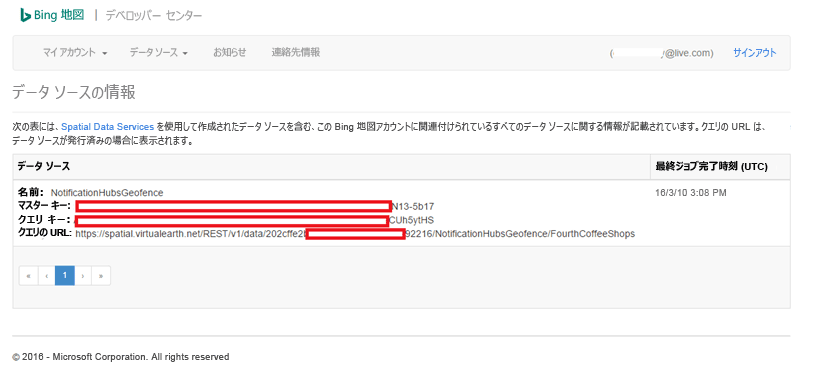 Bing 地図 | デベロッパー センター
マイ アカウント データ ソース お知らせ 連絡先情報 ( @live.com) サインアウト
データ ソースの情報
次の表には、Spatial Data Services を使用して作成されたデータ ソースを含む、この Bing 地図アカウントに関連付けられているすべてのデータ ソースに関する情報が記載されています。クエリの URL は、
データ ソースが発行済みの場合に表示されます。
データ ソース 最終ジョブ完了時刻 (UTC)
名前: NotificationHubsGeofence 16/3/10 3:08 PM
マスター キー: N13-5b17
クエリ キー: CUh5ytHS
クエリの URL: https://spatial.virtualearth.net/REST/v1/data/202cffe2 92216/NotificationHubsGeofence/FourthCoffeeShops
« ‹ 1 › »
© 2016 - Microsoft Corporation. All rights reserved